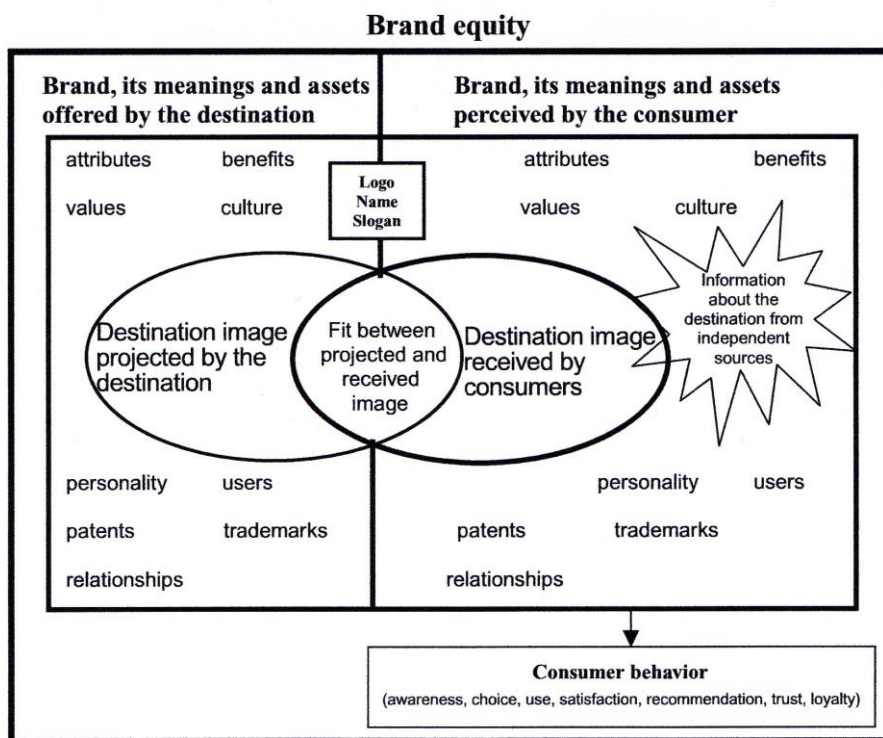 Brand equity
Brand, its meanings and assets
offered by the destination
Brand, its meanings and assets
perceived by the consumer
attributes benefits
values culture
Logo
Name
Slogan
attributes benefits
values culture
Destination image
projected by the
destination
Fit between
projected and
received
image
Destination image
received by
consumers
Information
about the
destination from
independent
sources
personality users
patents trademarks
relationships
personality users
patents trademarks
relationships
Consumer behavior
(awareness, choice, use, satisfaction, recommendation, trust, loyalty)